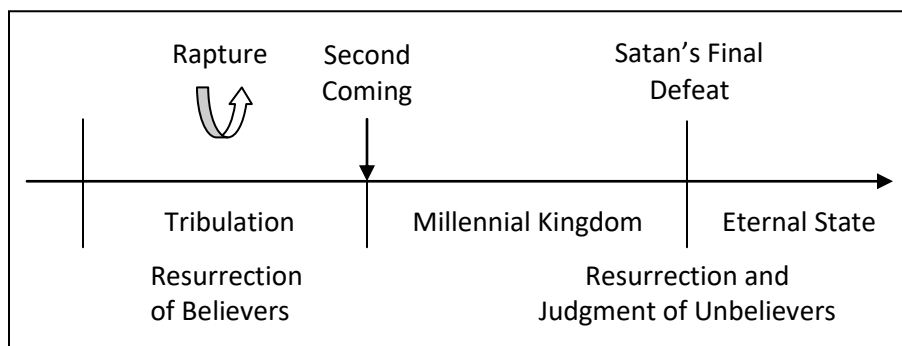 Rapture
Second
Coming
Satan’s Final
Defeat
Tribulation
Millennial Kingdom
Eternal State
Resurrection
of Believers
Resurrection and
Judgment of Unbelievers